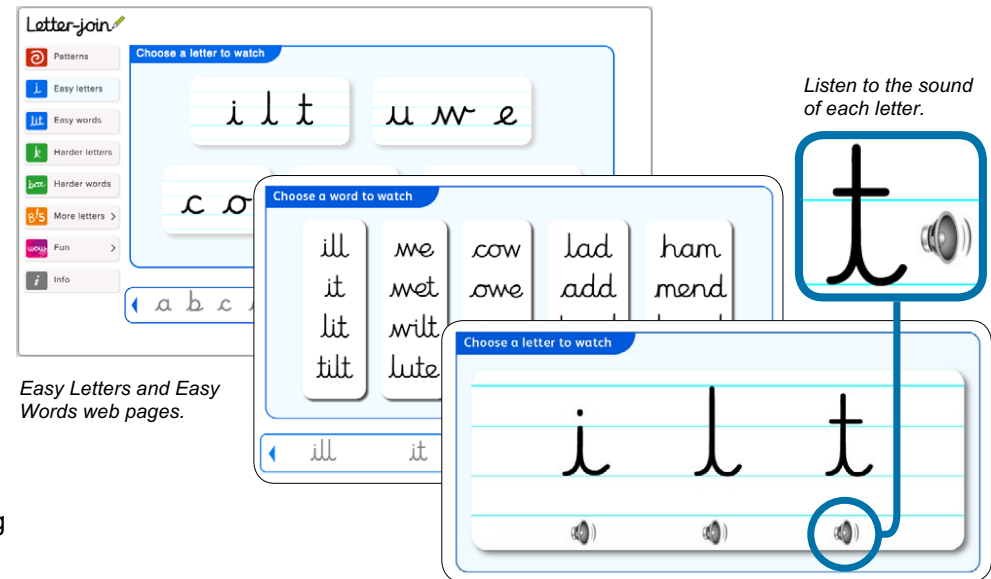 Letter-join
Patterns
Easy letters
Easy words
Harder letters
Harder words
More letters >
Fun >
Info
Choose a letter to watch
i l t
u w e
c o
a b c
Easy Letters and Easy
Words web pages.
Choose a word to watch
ill we cow lad ham
it wet owe add mend
lit wilt
tilt lute
ill it
Choose a letter to watch
i l t
Listen to the sound
of each letter.
t
g